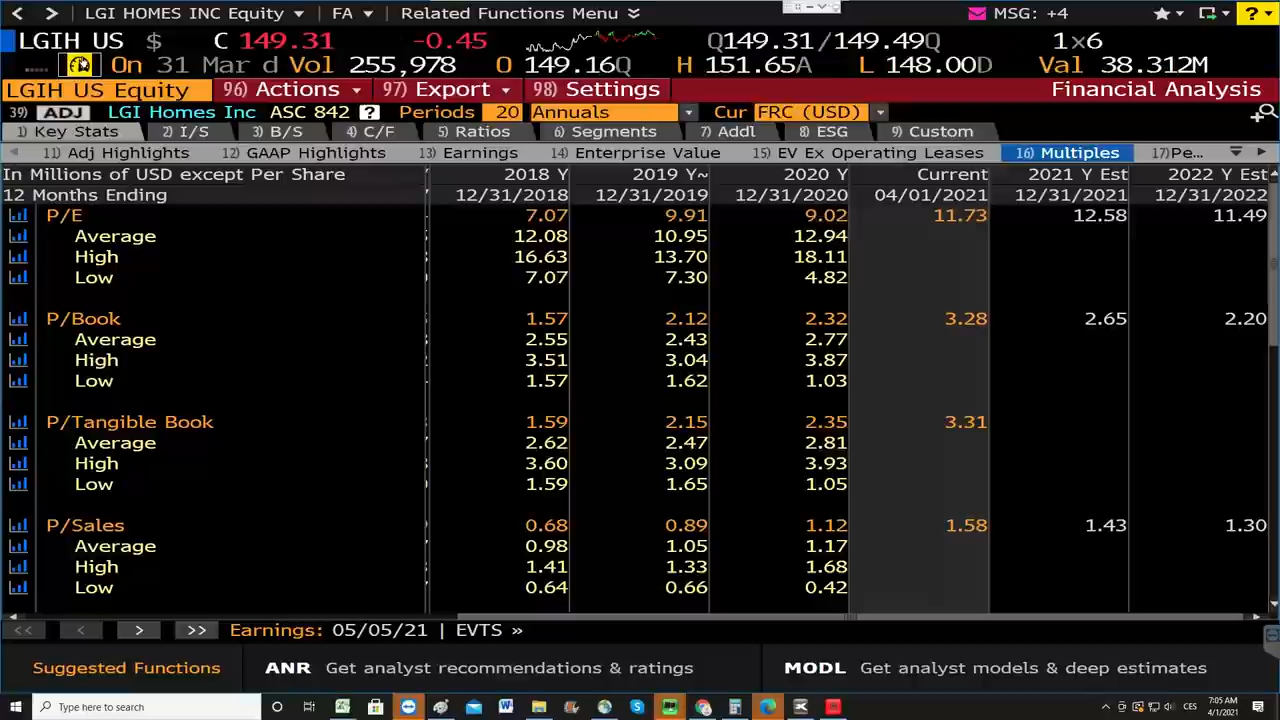 LGI HOMES INC Equity FA Related Functions Menu MSG: +4 ?
LGIH US $ C 149.31 -0.45 Q149.31/149.49Q 1×6
On 31 Mar d Vol 255,978 O 149.16Q H 151.65A L 148.00D Val 38.312M
LGIH US Equity 96) Actions 97) Export 98) Settings Financial Analysis
39) ADJ LGI Homes Inc ASC 842 ? Periods 20 Annuals Cur FRC (USD)
1) Key Stats 2) I/S 3) B/S 4) C/F 5) Ratios 6) Segments 7) Addl 8) ESG 9) Custom
11) Adj Highlights 12) GAAP Highlights 13) Earnings 14) Enterprise Value 15) EV Ex Operating Leases 16) Multiples 17) Pe...
In Millions of USD except Per Share 2018 Y 2019 Y~ 2020 Y Current 2021 Y Est 2022 Y Est
12 Months Ending 12/31/2018 12/31/2019 12/31/2020 04/01/2021 12/31/2021 12/31/2022
P/E 7.07 9.91 9.02 11.73 12.58 11.49
Average 12.08 10.95 12.94
High 16.63 13.70 18.11
Low 7.07 7.30 4.82
P/Book 1.57 2.12 2.32 3.28 2.65 2.20
Average 2.55 2.43 2.77
High 3.51 3.04 3.87
Low 1.57 1.62 1.03
P/Tangible Book 1.59 2.15 2.35 3.31
Average 2.62 2.47 2.81
High 3.60 3.09 3.93
Low 1.59 1.65 1.05
P/Sales 0.68 0.89 1.12 1.58 1.43 1.30
Average 0.98 1.05 1.17
High 1.41 1.33 1.68
Low 0.64 0.66 0.42
<< < > >> Earnings: 05/05/21 | EVTS »
Suggested Functions ANR Get analyst recommendations & ratings MODL Get analyst models & deep estimates
Type here to search CES 7:05 AM
4/1/2021